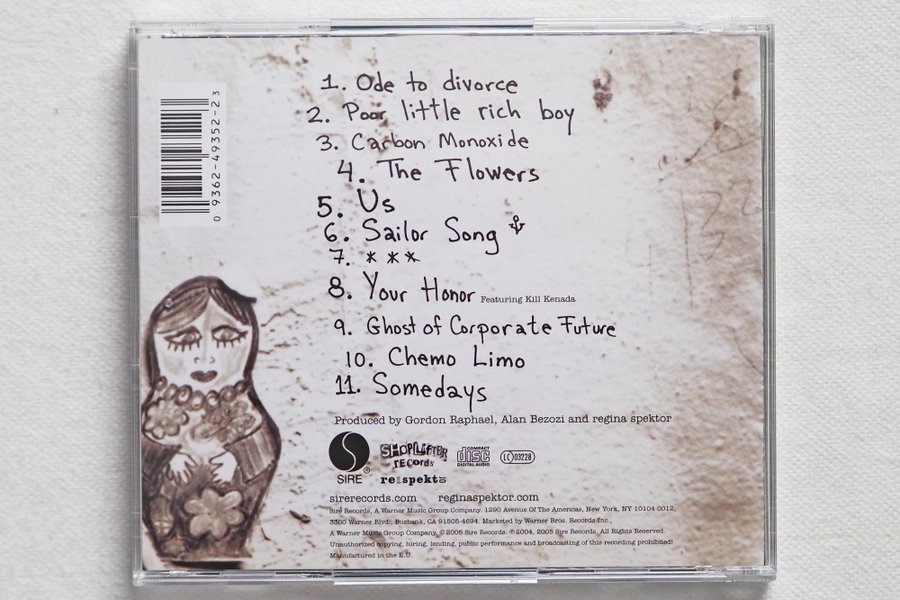 1. Ode to divorce
2. Poor little rich boy
3. Carbon Monoxide
4. The Flowers
5. Us
6. Sailor Song
7. ***
8. Your Honor Featuring Kill Kenada
9. Ghost of Corporate Future
10. Chemo Limo
11. Somedays
Produced by Gordon Raphael, Alan Bezozi and regina spektor
SIRE®
SHOPLIFTER
RECORDS
respekt
COMPACT
disc
DIGITAL AUDIO
LC 03228
sirerecords.com reginaspektor.com
Sire Records, A Warner Music Group Company. 1290 Avenue Of The Americas, New York, NY 10104-0012;
3300 Warner Blvd., Burbank, CA 91505-4694. Marketed by Warner Bros. Records Inc.,
A Warner Music Group Company, ©2005 Sire Records. ℗2004, 2005 Sire Records. All Rights Reserved.
Unauthorized copying, hiring, lending, public performance and broadcasting of this recording prohibited!
Manufactured in the E.U.
0 9362-49352-2 3